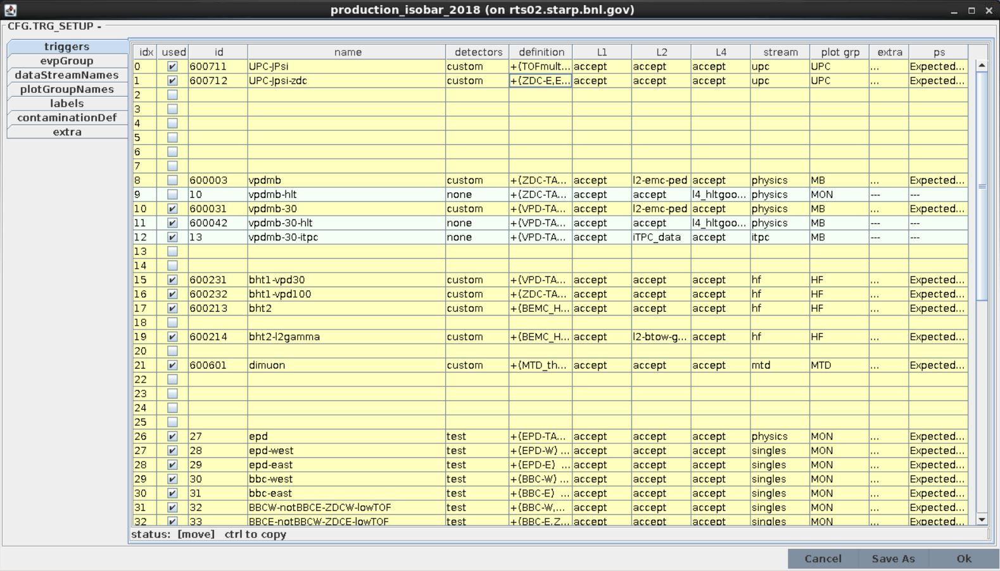 production_isobar_2018 (on rts02.starp.bnl.gov)
CFG.TRG_SETUP -
triggers
evpGroup
dataStreamNames
plotGroupNames
labels
contaminationDef
extra
idx used id name detectors definition L1 L2 L4 stream plot grp extra ps
0 600711 UPC-JPsi custom +{TOFmult... accept accept accept upc UPC ... Expected...
1 600712 UPC-Jpsi-zdc custom +{ZDC-E,E... accept accept accept upc UPC ... Expected...
2
3
4
5
6
7
8 600003 vpdmb custom +{ZDC-TA... accept l2-emc-ped accept physics MB ... Expected...
9 10 vpdmb-hlt none +{ZDC-TA... accept accept l4_hltgoo... physics MON --- ---
10 600031 vpdmb-30 custom +{VPD-TA... accept l2-emc-ped accept physics MB ... Expected...
11 600042 vpdmb-30-hlt none +{VPD-TA... accept accept l4_hltgoo... physics MB --- ---
12 13 vpdmb-30-itpc none +{VPD-TA... accept iTPC_data accept itpc MB --- ---
13
14
15 600231 bht1-vpd30 custom +{VPD-TA... accept accept accept hf HF ... Expected...
16 600232 bht1-vpd100 custom +{ZDC-TA... accept accept accept hf HF ... Expected...
17 600213 bht2 custom +{BEMC_H... accept accept accept hf HF ... Expected...
18
19 600214 bht2-l2gamma custom +{BEMC_H... accept l2-btow-g... accept hf HF ... Expected...
20
21 600601 dimuon custom +{MTD_th... accept accept accept mtd MTD ... Expected...
22
23
24
25
26 27 epd test +{EPD-TA... accept accept accept physics MON ... Expected...
27 28 epd-west test +{EPD-W} ... accept accept accept singles MON ... Expected...
28 29 epd-east test +{EPD-E} ... accept accept accept singles MON ... Expected...
29 30 bbc-west test +{BBC-W} ... accept accept accept singles MON ... Expected...
30 31 bbc-east test +{BBC-E} ... accept accept accept singles MON ... Expected...
31 32 BBCW-notBBCE-ZDCW-lowTOF test +{BBC-W,... accept accept accept singles MON ... Expected...
32 33 BBCE-notBBCW-ZDCE-lowTOF test +{BBC-E,Z... accept accept accept singles MON ... Expected...
status: [move] ctrl to copy
Cancel Save As Ok